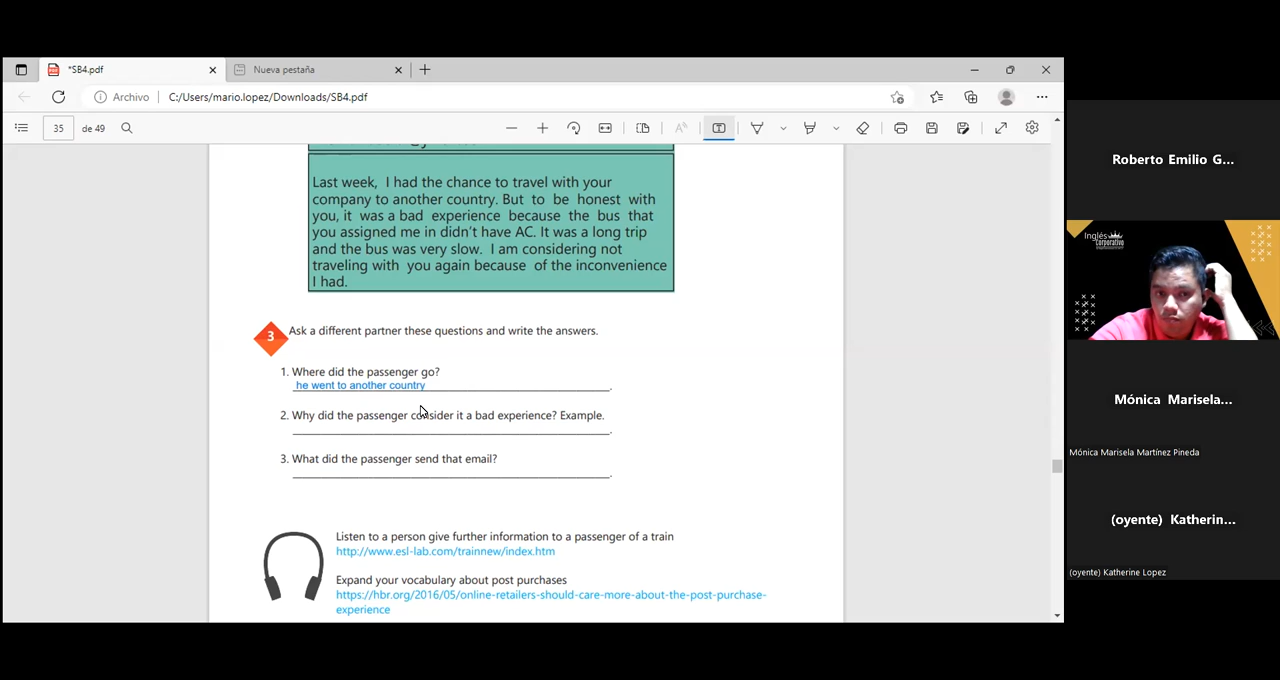 *SB4.pdf
Nueva pestaña
Archivo
C:/Users/mario.lopez/Downloads/SB4.pdf
35
de 49
Last week, I had the chance to travel with your
company to another country. But to be honest with
you, it was a bad experience because the bus that
you assigned me in didn't have AC. It was a long trip
and the bus was very slow. I am considering not
traveling with you again because of the inconvenience
I had.
3 Ask a different partner these questions and write the answers.
1. Where did the passenger go?
he went to another country
2. Why did the passenger consider it a bad experience? Example.
3. What did the passenger send that email?
Listen to a person give further information to a passenger of a train
http://www.esl-lab.com/trainnew/index.htm
Expand your vocabulary about post purchases
https://hbr.org/2016/05/online-retailers-should-care-more-about-the-post-purchase-
experience
Roberto Emilio G...
Inglés
Corporativo
Mónica Marisela...
Mónica Marisela Martínez Pineda
(oyente) Katherin...
(oyente) Katherine Lopez